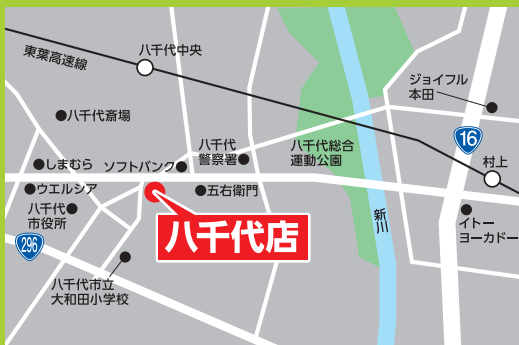 八千代中央
東葉高速線
ジョイフル
本田
八千代斎場
16
八千代
警察署
八千代総合
運動公園
しまむら
ソフトバンク
村上
ウエルシア
五右衛門
八千代
市役所
新川
八千代店
イトー
ヨーカドー
296
八千代市立
大和田小学校